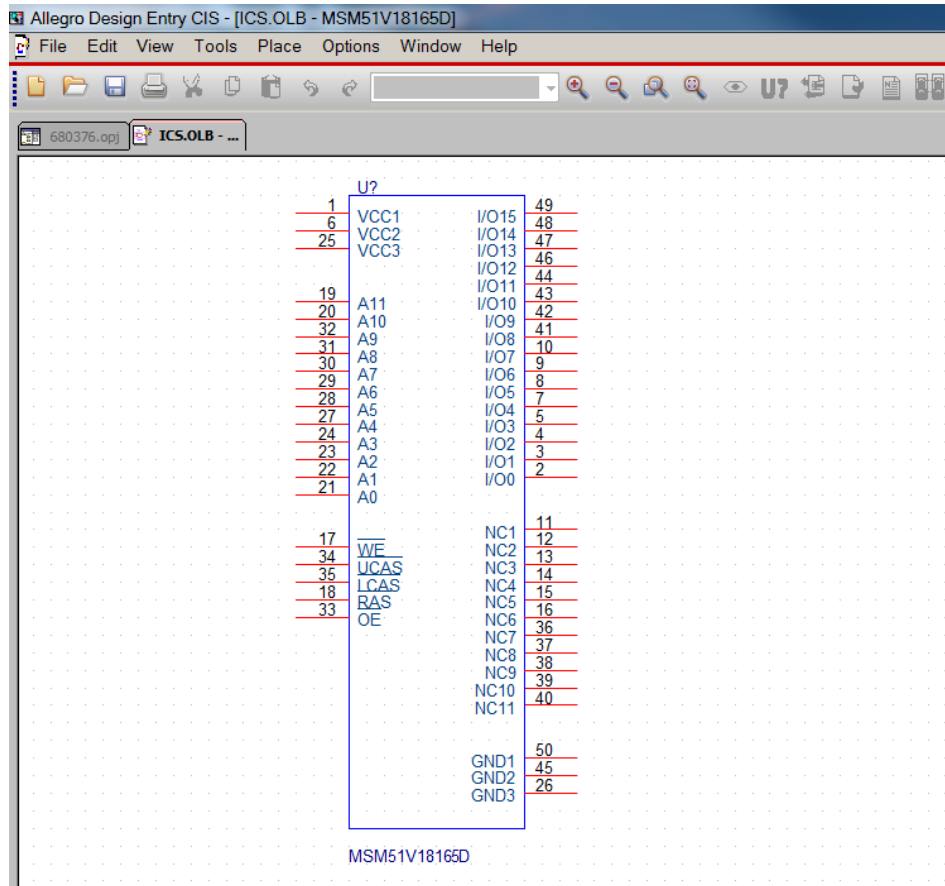 Allegro Design Entry CIS - [ICS.OLB - MSM51V18165D]
File Edit View Tools Place Options Window Help
U?
680376.opj ICS.OLB - ...
U?
1 VCC1 I/O15 49
6 VCC2 I/O14 48
25 VCC3 I/O13 47
I/O12 46
I/O11 44
19 A11 I/O10 43
20 A10 I/O9 42
32 A9 I/O8 41
31 A8 I/O7 10
30 A7 I/O6 9
29 A6 I/O5 8
28 A5 I/O4 7
27 A4 I/O3 5
24 A3 I/O2 4
23 A2 I/O1 3
22 A1 I/O0 2
21 A0
NC1 11
17 WE NC2 12
34 UCAS NC3 13
35 LCAS NC4 14
18 RAS NC5 15
33 OE NC6 16
NC7 36
NC8 37
NC9 38
NC10 39
NC11 40
GND1 50
GND2 45
GND3 26
MSM51V18165D